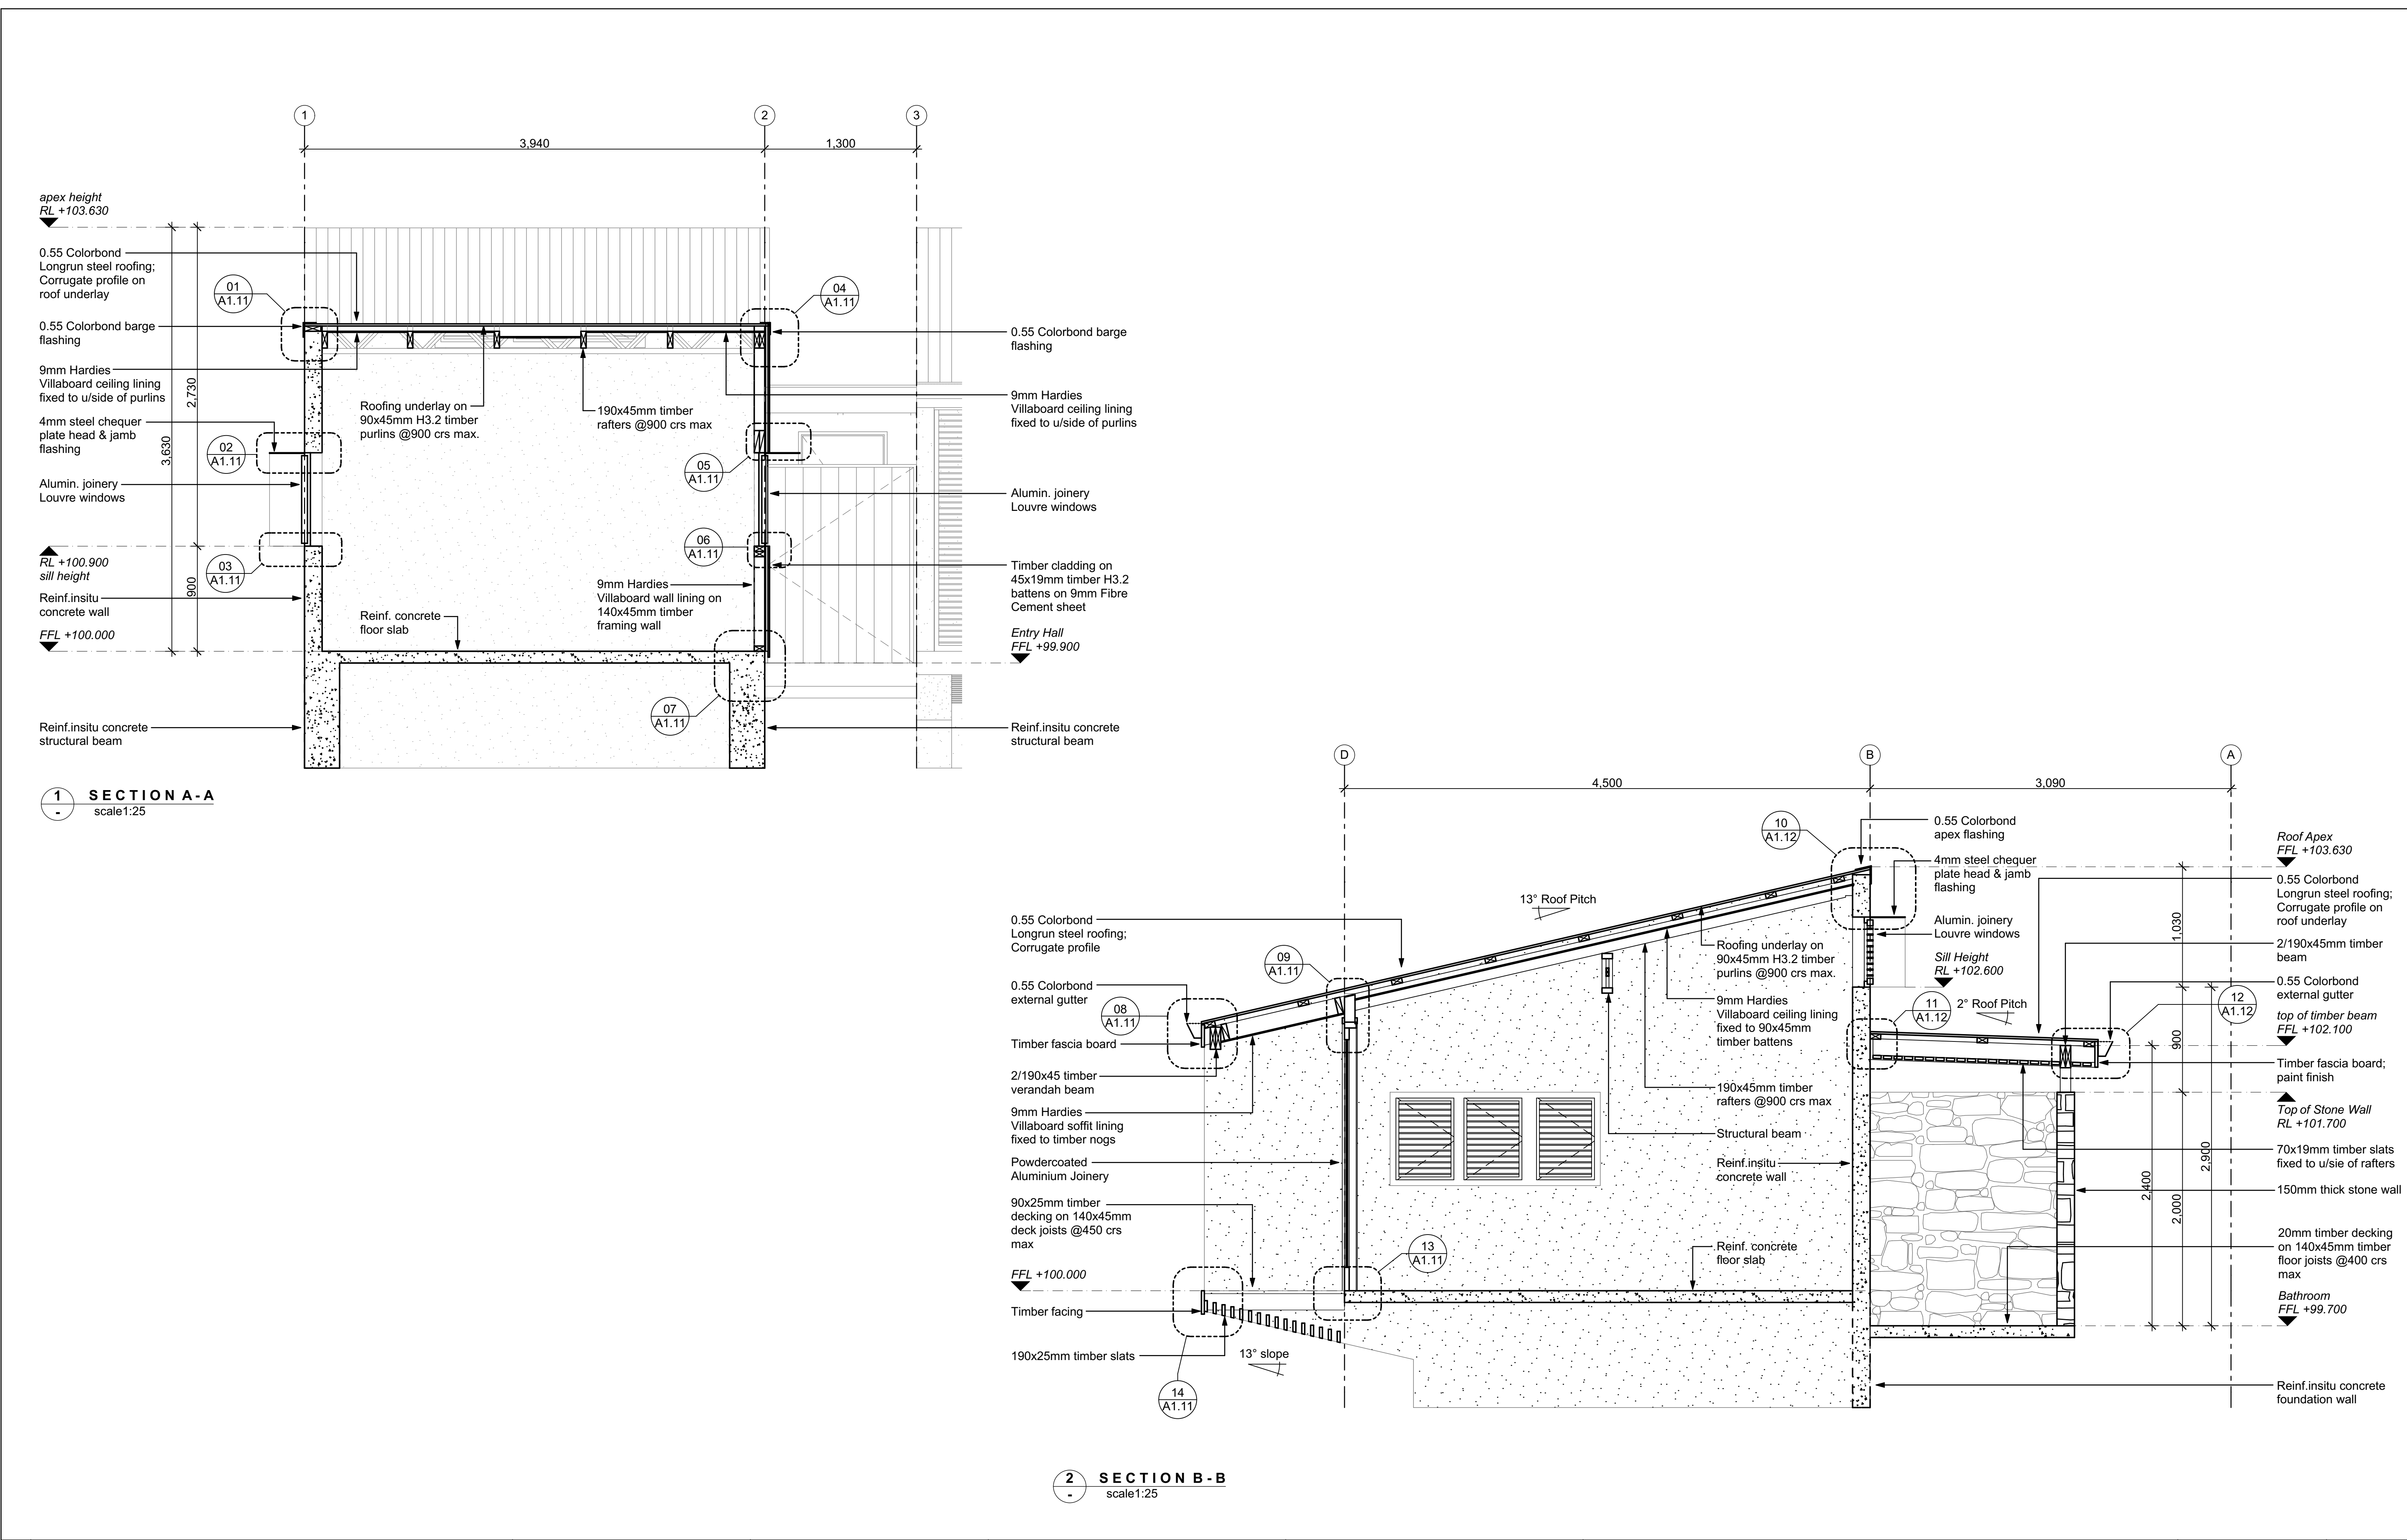 1
2
3
3,940
1,300
apex height
RL +103.630
0.55 Colorbond
Longrun steel roofing;
Corrugate profile on
roof underlay
01
A1.11
04
A1.11
0.55 Colorbond barge
flashing
0.55 Colorbond barge
flashing
9mm Hardies
Villaboard ceiling lining
fixed to u/side of purlins
2,730
3,630
900
Roofing underlay on
90x45mm H3.2 timber
purlins @900 crs max.
190x45mm timber
rafters @900 crs max
9mm Hardies
Villaboard ceiling lining
fixed to u/side of purlins
4mm steel chequer
plate head & jamb
flashing
02
A1.11
05
A1.11
Alumin. joinery
Louvre windows
Alumin. joinery
Louvre windows
RL +100.900
sill height
03
A1.11
06
A1.11
Timber cladding on
45x19mm timber H3.2
battens on 9mm Fibre
Cement sheet
9mm Hardies
Villaboard wall lining on
140x45mm timber
framing wall
Reinf.insitu
concrete wall
Reinf. concrete
floor slab
FFL +100.000
Entry Hall
FFL +99.900
07
A1.11
Reinf.insitu concrete
structural beam
Reinf.insitu concrete
structural beam
1
-
SECTION A-A
scale1:25
D
B
A
4,500
3,090
10
A1.12
0.55 Colorbond
apex flashing
4mm steel chequer
plate head & jamb
flashing
Roof Apex
FFL +103.630
0.55 Colorbond
Longrun steel roofing;
Corrugate profile on
roof underlay
13° Roof Pitch
0.55 Colorbond
Longrun steel roofing;
Corrugate profile
Alumin. joinery
Louvre windows
1,030
2/190x45mm timber
beam
Roofing underlay on
90x45mm H3.2 timber
purlins @900 crs max.
Sill Height
RL +102.600
09
A1.11
0.55 Colorbond
external gutter
0.55 Colorbond
external gutter
08
A1.11
9mm Hardies
Villaboard ceiling lining
fixed to 90x45mm
timber battens
11
A1.12
2° Roof Pitch
12
A1.12
top of timber beam
FFL +102.100
900
Timber fascia board
Timber fascia board;
paint finish
2/190x45 timber
verandah beam
190x45mm timber
rafters @900 crs max
9mm Hardies
Villaboard soffit lining
fixed to timber nogs
Top of Stone Wall
RL +101.700
Structural beam
70x19mm timber slats
fixed to u/sie of rafters
Powdercoated
Aluminium Joinery
Reinf.insitu
concrete wall
2,900
2,400
2,000
150mm thick stone wall
90x25mm timber
decking on 140x45mm
deck joists @450 crs
max
20mm timber decking
on 140x45mm timber
floor joists @400 crs
max
13
A1.11
Reinf. concrete
floor slab
FFL +100.000
Bathroom
FFL +99.700
Timber facing
190x25mm timber slats
13° slope
14
A1.11
Reinf.insitu concrete
foundation wall
2
-
SECTION B-B
scale1:25